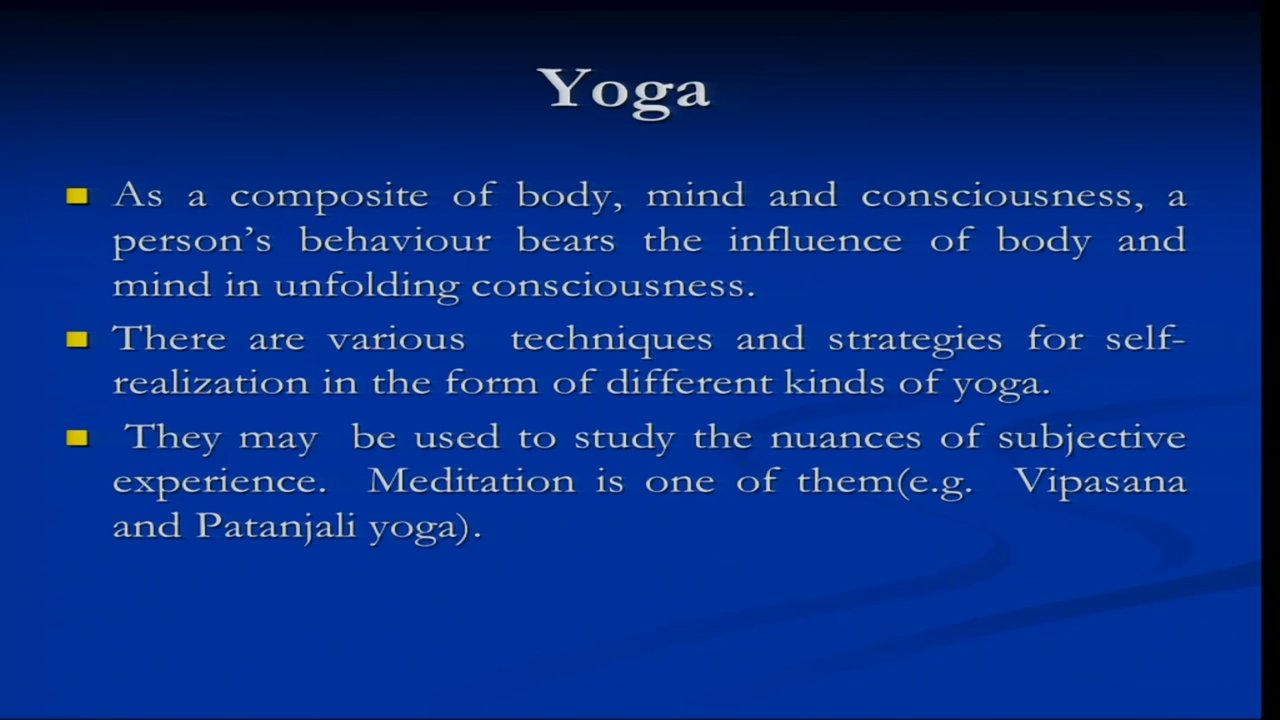 Yoga
As a composite of body, mind and consciousness, a
person's behaviour bears the influence of body and
mind in unfolding consciousness.
There are various techniques and strategies for self-
realization in the form of different kinds of yoga.
They may be used to study the nuances of subjective
experience. Meditation is one of them(e.g. Vipasana
and Patanjali yoga).